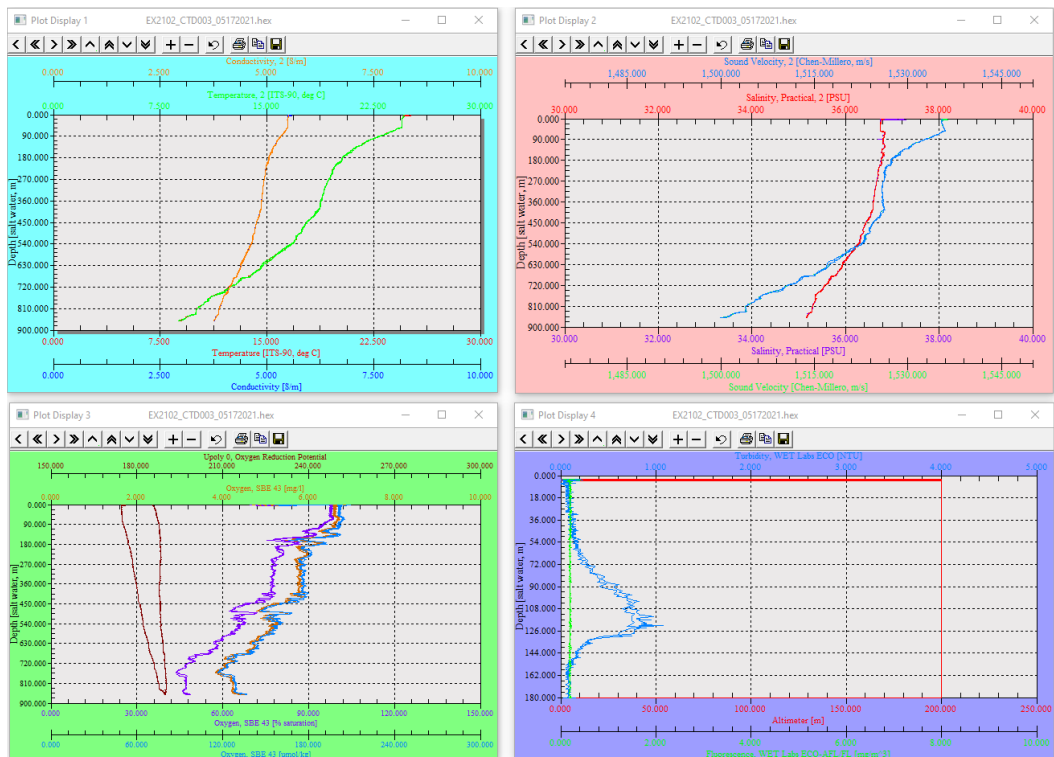 Plot Display 1 EX2102_CTD003_05172021.hex
Conductivity, 2 [S/m]
0.000 2.500 5.000 7.500 10.000
Temperature, 2 [ITS-90, deg C]
0.000 7.500 15.000 22.500 30.000
Depth [salt water, m]
0.000
90.000
180.000
270.000
360.000
450.000
540.000
630.000
720.000
810.000
900.000
0.000 7.500 15.000 22.500 30.000
Temperature [ITS-90, deg C]
0.000 2.500 5.000 7.500 10.000
Conductivity [S/m]
Plot Display 2 EX2102_CTD003_05172021.hex
Sound Velocity, 2 [Chen-Millero, m/s]
1,485.000 1,500.000 1,515.000 1,530.000 1,545.000
Salinity, Practical, 2 [PSU]
30.000 32.000 34.000 36.000 38.000 40.000
Depth [salt water, m]
0.000
90.000
180.000
270.000
360.000
450.000
540.000
630.000
720.000
810.000
900.000
30.000 32.000 34.000 36.000 38.000 40.000
Salinity, Practical [PSU]
1,485.000 1,500.000 1,515.000 1,530.000 1,545.000
Sound Velocity [Chen-Millero, m/s]
Plot Display 3 EX2102_CTD003_05172021.hex
Upoly 0, Oxygen Reduction Potential
150.000 180.000 210.000 240.000 270.000 300.000
Oxygen, SBE 43 [mg/l]
0.000 2.000 4.000 6.000 8.000 10.000
Depth [salt water, m]
0.000
90.000
180.000
270.000
360.000
450.000
540.000
630.000
720.000
810.000
900.000
0.000 30.000 60.000 90.000 120.000 150.000
Oxygen, SBE 43 [% saturation]
0.000 60.000 120.000 180.000 240.000 300.000
Oxygen, SBE 43 [umol/kg]
Plot Display 4 EX2102_CTD003_05172021.hex
Turbidity, WET Labs ECO [NTU]
0.000 1.000 2.000 3.000 4.000 5.000
Depth [salt water, m]
0.000
18.000
36.000
54.000
72.000
90.000
108.000
126.000
144.000
162.000
180.000
0.000 50.000 100.000 150.000 200.000 250.000
Altimeter [m]
0.000 2.000 4.000 6.000 8.000 10.000
WET Labs ECO-AFL/FL